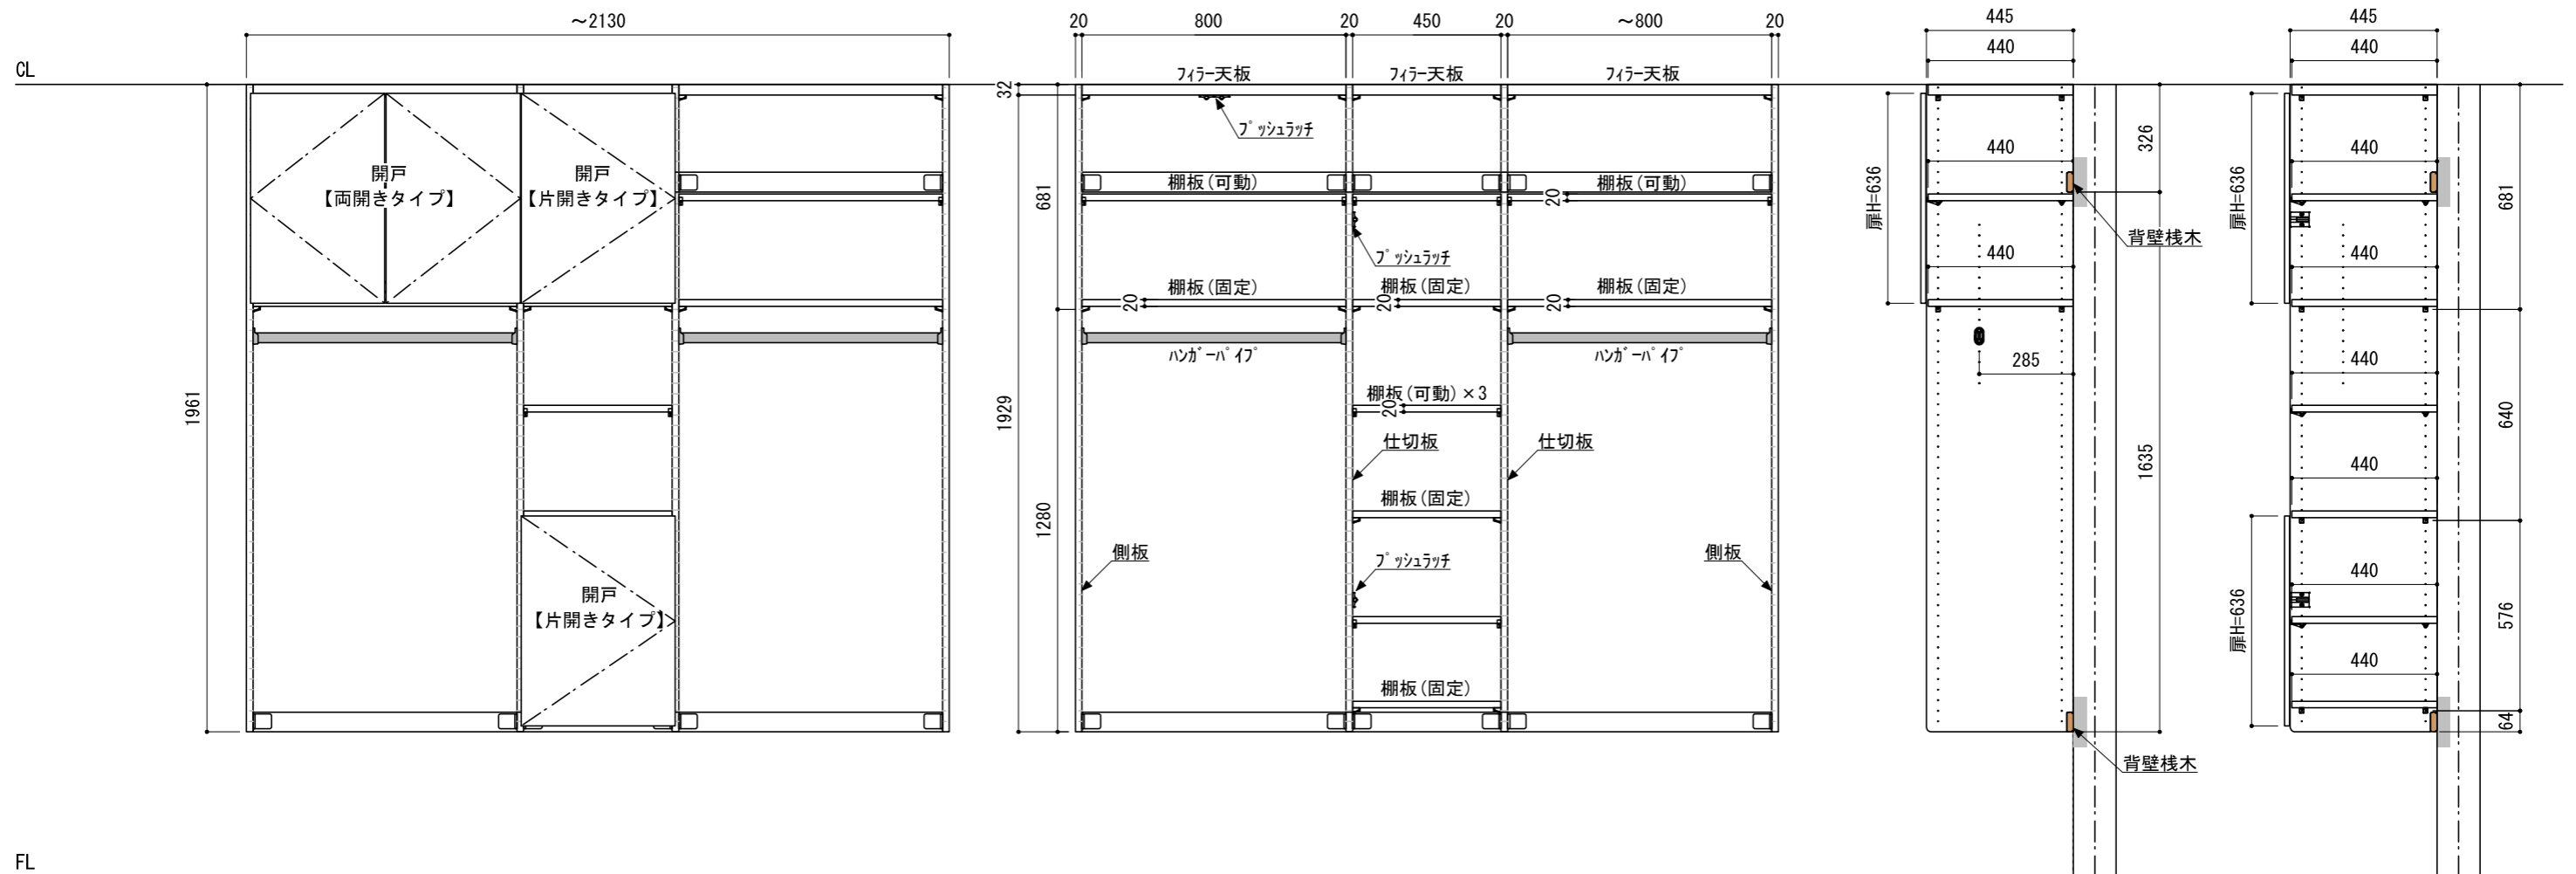 ～2130
20
800
20
450
20
～800
20
445
440
445
440
CL
フィラー天板
フィラー天板
フィラー天板
32
プッシュラッチ
326
440
440
開戸
【両開きタイプ】
開戸
【片開きタイプ】
棚板(可動)
棚板(可動)
20
681
扉H=636
扉H=636
681
背壁桟木
プッシュラッチ
440
440
棚板(固定)
棚板(固定)
棚板(固定)
20
20
20
ハンガーパイプ
ハンガーパイプ
285
440
棚板(可動)×3
20
1961
1929
640
仕切板
仕切板
1635
440
棚板(固定)
1280
側板
プッシュラッチ
側板
440
開戸
【片開きタイプ】
扉H=636
576
440
棚板(固定)
64
背壁桟木
FL